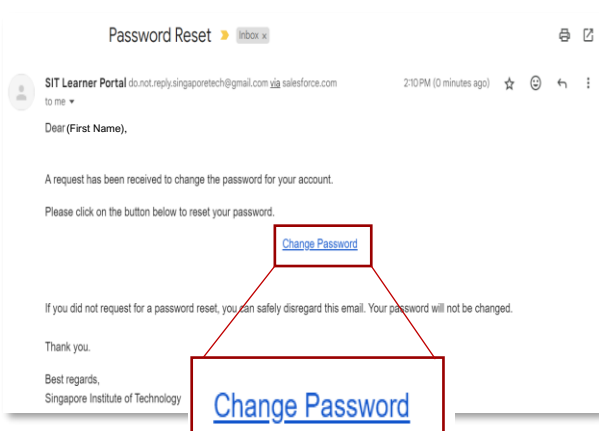 Password Reset Inbox x
SIT Learner Portal do.not.reply.singaporetech@gmail.com via salesforce.com 2:10 PM (0 minutes ago)
to me
Dear (First Name),
A request has been received to change the password for your account.
Please click on the button below to reset your password.
Change Password
If you did not request for a password reset, you can safely disregard this email. Your password will not be changed.
Thank you.
Best regards,
Singapore Institute of Technology
Change Password